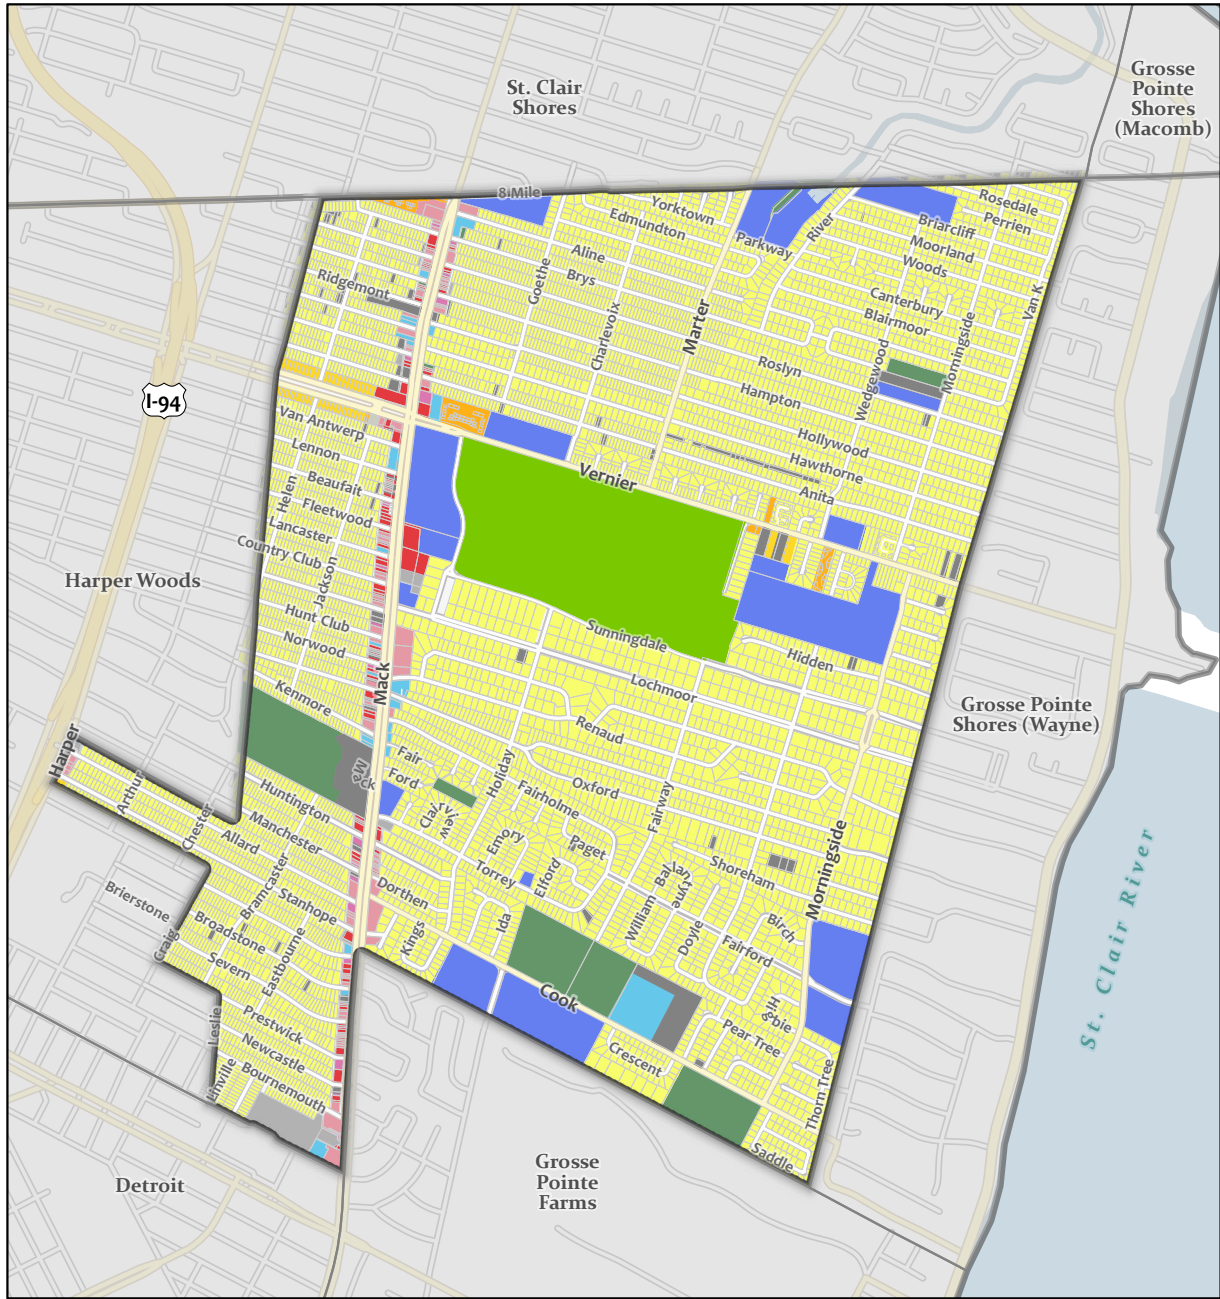 St. Clair
Shores
Grosse
Pointe
Shores
(Macomb)
8 Mile
Yorktown
Edmundton
Rosedale
Perrien
Briarcliff
Parkway
River
Moorland
Woods
Aline
Brys
Goethe
Ridgemont
Canterbury
Blairmoor
Van K
Charlevoix
Marter
Morningside
Wedgewood
Roslyn
Hampton
I-94
Van Antwerp
Lennon
Beaufait
Fleetwood
Helen
Lancaster
Country Club
Jackson
Hollywood
Hawthorne
Anita
Vernier
Harper Woods
Hunt Club
Norwood
Sunningdale
Hidden
Lochmoor
Mack
Kenmore
Renaud
Grosse Pointe
Shores (Wayne)
Harper
Fair
Ford
Mack
Holiday
Oxford
Fairholme
Fairway
Clairview
Arthur
Huntington
Manchester
Chester
Allard
Emory
Paget
Torrey
Elford
Shoreham
Ballantyne
Morningside
Bramcaster
Stanhope
Dorthen
Brierstone
Broadstone
Craig
Severn
Eastbourne
Kings
Ida
William
Doyle
Birch
Fairford
St. Clair River
Cook
Higbie
Pear Tree
Leslie
Prestwick
Newcastle
Bournemouth
Linville
Crescent
Thorn Tree
Saddle
Grosse
Pointe
Farms
Detroit